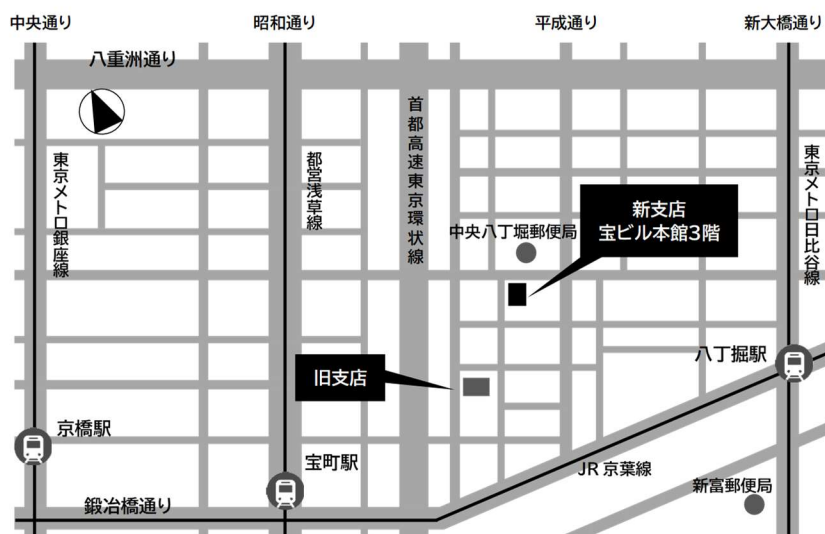 中央通り
昭和通り
平成通り
新大橋通り
八重洲通り
首都高速東京環状線
東京メトロ銀座線
都営浅草線
東京メトロ日比谷線
新支店
宝ビル本館3階
中央八丁堀郵便局
八丁堀駅
旧支店
京橋駅
宝町駅
JR 京葉線
新富郵便局
鍛冶橋通り